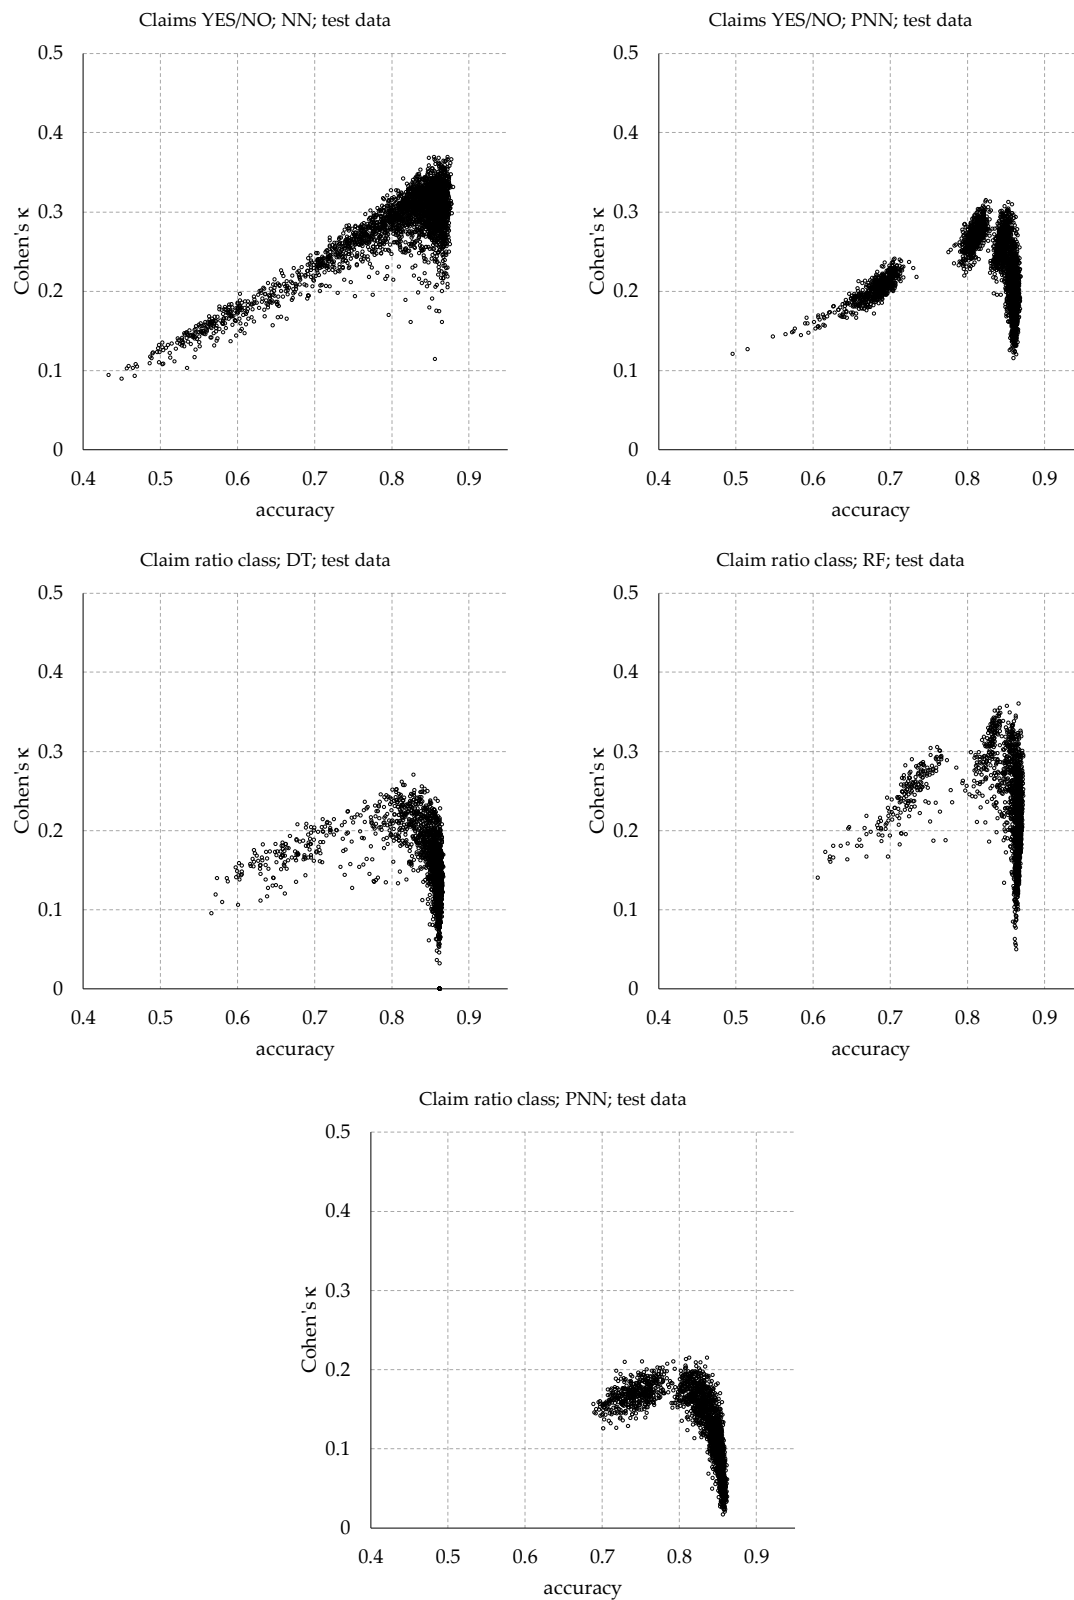 Claims YES/NO; NN; test data
0.5
0.4
0.3
0.2
0.1
0
Cohen's κ
0.4 0.5 0.6 0.7 0.8 0.9
accuracy
Claims YES/NO; PNN; test data
0.5
0.4
0.3
0.2
0.1
0
Cohen's κ
0.4 0.5 0.6 0.7 0.8 0.9
accuracy
Claim ratio class; DT; test data
0.5
0.4
0.3
0.2
0.1
0
Cohen's κ
0.4 0.5 0.6 0.7 0.8 0.9
accuracy
Claim ratio class; RF; test data
0.5
0.4
0.3
0.2
0.1
0
Cohen's κ
0.4 0.5 0.6 0.7 0.8 0.9
accuracy
Claim ratio class; PNN; test data
0.5
0.4
0.3
0.2
0.1
0
Cohen's κ
0.4 0.5 0.6 0.7 0.8 0.9
accuracy